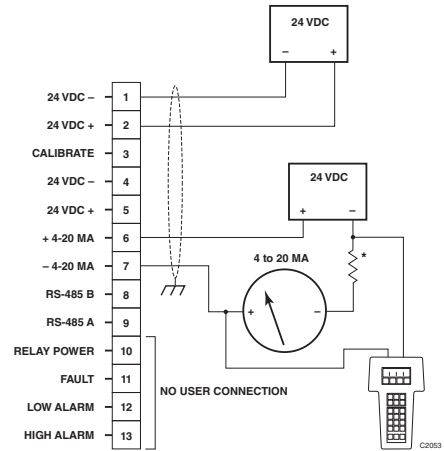 24 VDC
– +
24 VDC – 1
24 VDC + 2
CALIBRATE 3
24 VDC – 4
24 VDC + 5
24 VDC
+ –
+ 4-20 MA 6
– 4-20 MA 7
4 to 20 MA *
+ –
RS-485 B 8
RS-485 A 9
RELAY POWER 10
FAULT 11
LOW ALARM 12
HIGH ALARM 13
NO USER CONNECTION
C2053